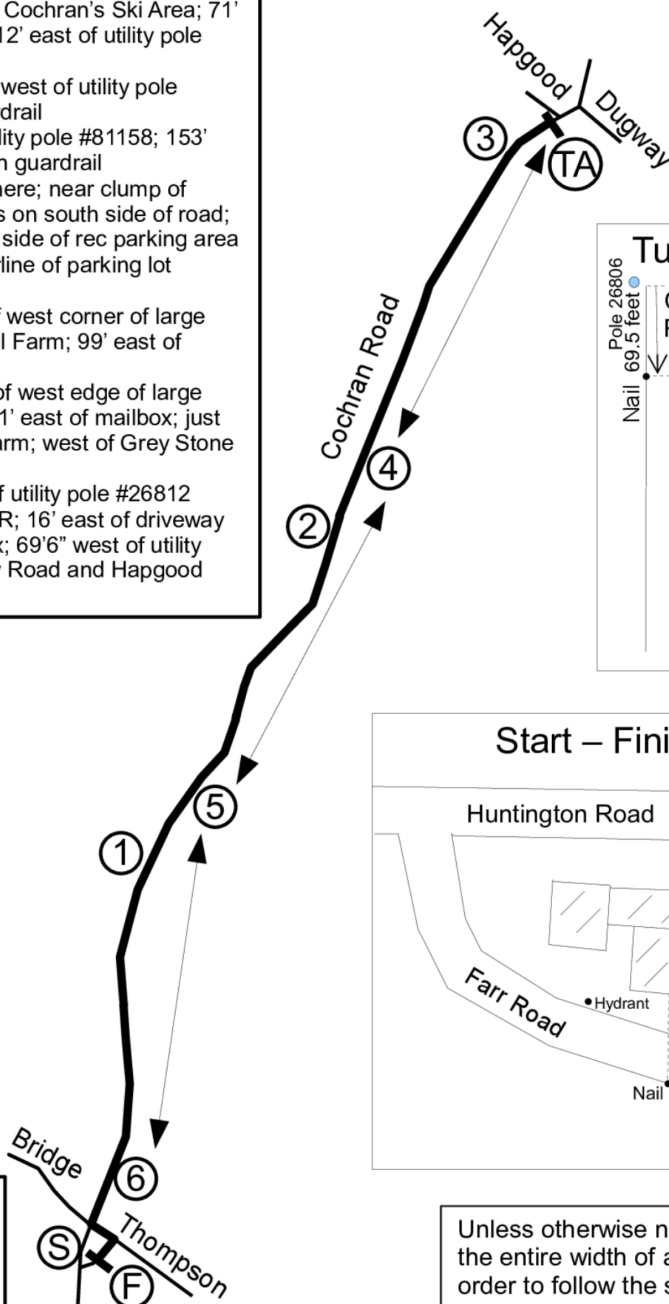 Cochran's Ski Area; 71'
12' east of utility pole
west of utility pole
drail
lity pole #81158; 153'
guardrail
here; near clump of
s on south side of road;
side of rec parking area
line of parking lot
west corner of large
l Farm; 99' east of
of west edge of large
1' east of mailbox; just
arm; west of Grey Stone
f utility pole #26812
R; 16' east of driveway
x; 69'6" west of utility
Road and Hapgood
Hapgood
Dugway
3
TA
Cochran Road
4
2
5
1
6
Bridge
Thompson
S
F
Tu
Pole 26806
69.5 feet
Nail
Start – Fini
Huntington Road
Farr Road
Hydrant
Nail
Unless otherwise n
the entire width of a
order to follow the s